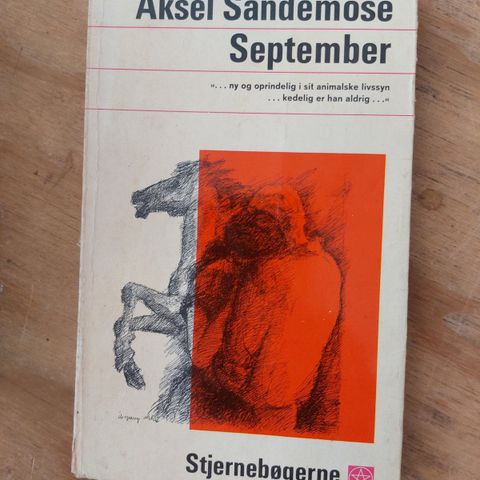 Aksel Sandemose
September
»... ny og oprindelig i sit animalske livssyn
... kedelig er han aldrig ...«
Stjernebøgerne